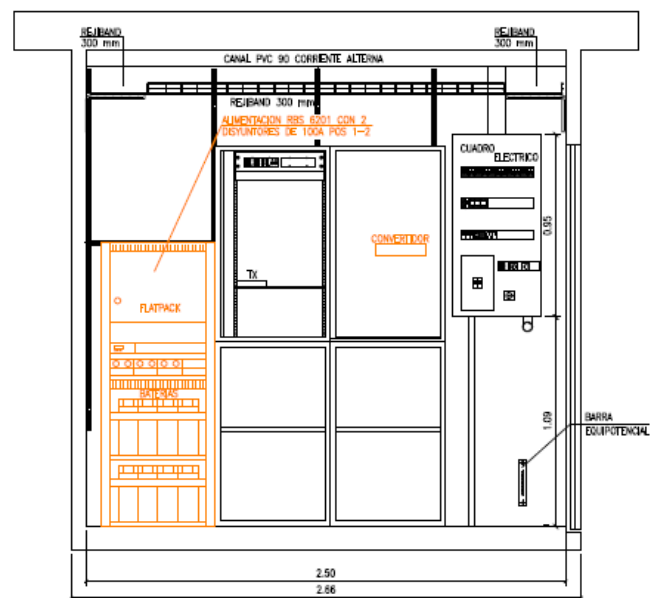 REJIBAND
300 mm
REJIBAND
300 mm
CANAL PVC 90 CORRIENTE ALTERNA
REJIBAND 300 mm
ALIMENTACION RBS 6201 CON 2
DISYUNTORES DE 100A POS 1-2
CUADRO
ELECTRICO
CONVERTIDOR
0.95
TX
FLATPACK
BATERIAS
1.09
BARRA
EQUIPOTENCIAL
2.50
2.66